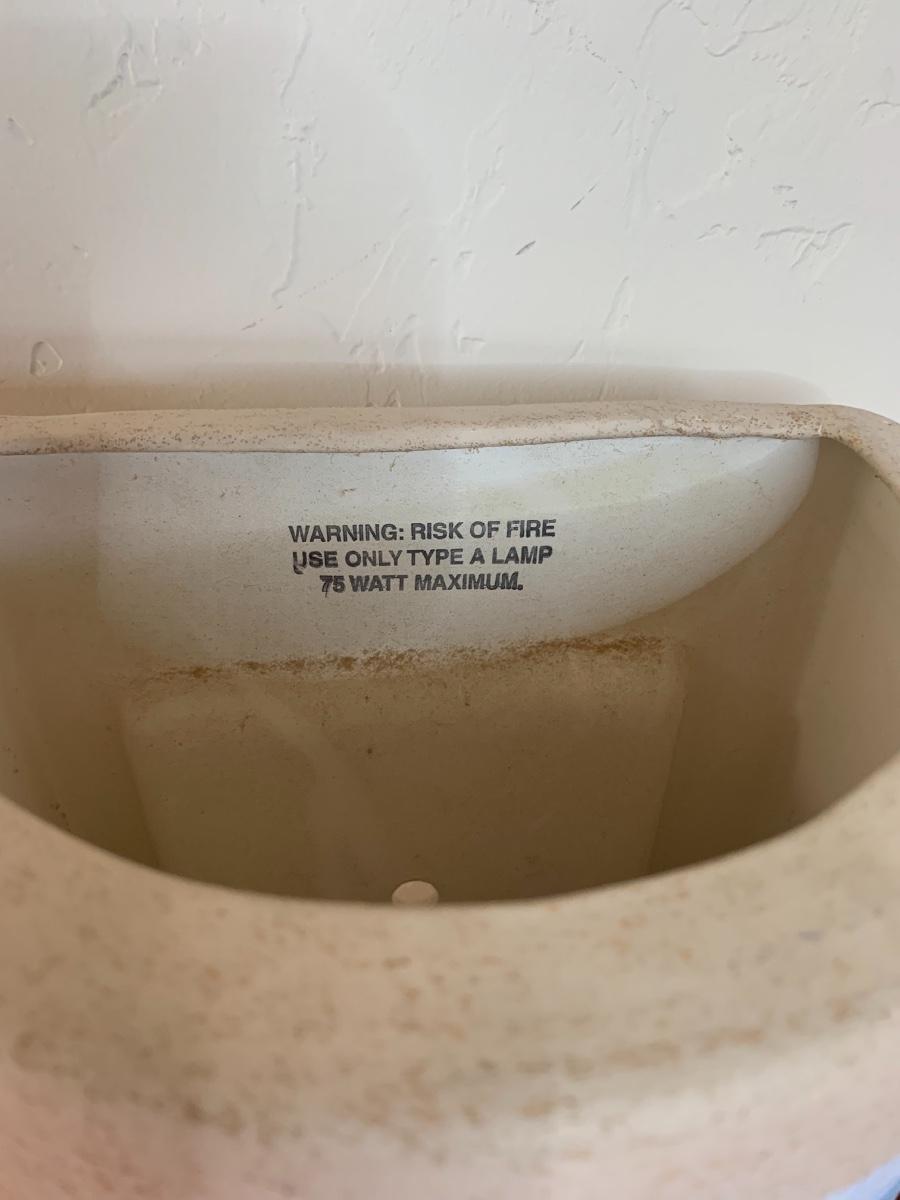 WARNING: RISK OF FIRE
USE ONLY TYPE A LAMP
75 WATT MAXIMUM.